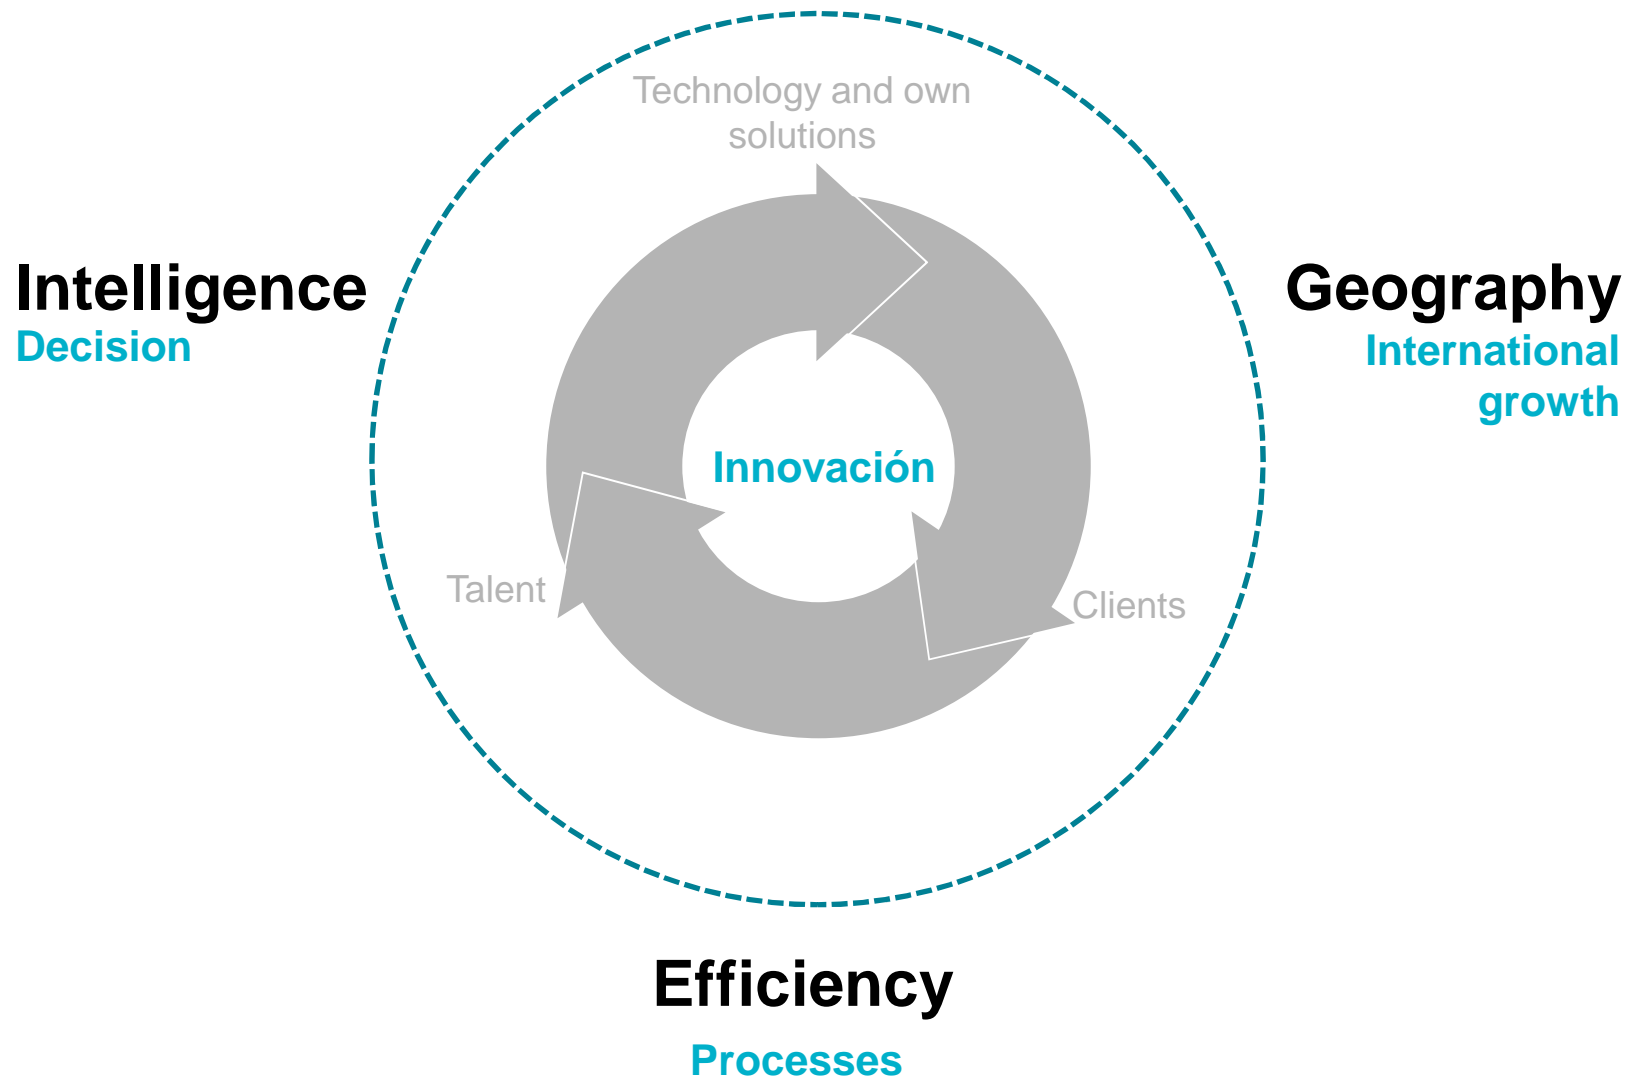 Technology and own
solutions
Intelligence
Decision
Geography
International
growth
Innovación
Talent
Clients
Efficiency
Processes